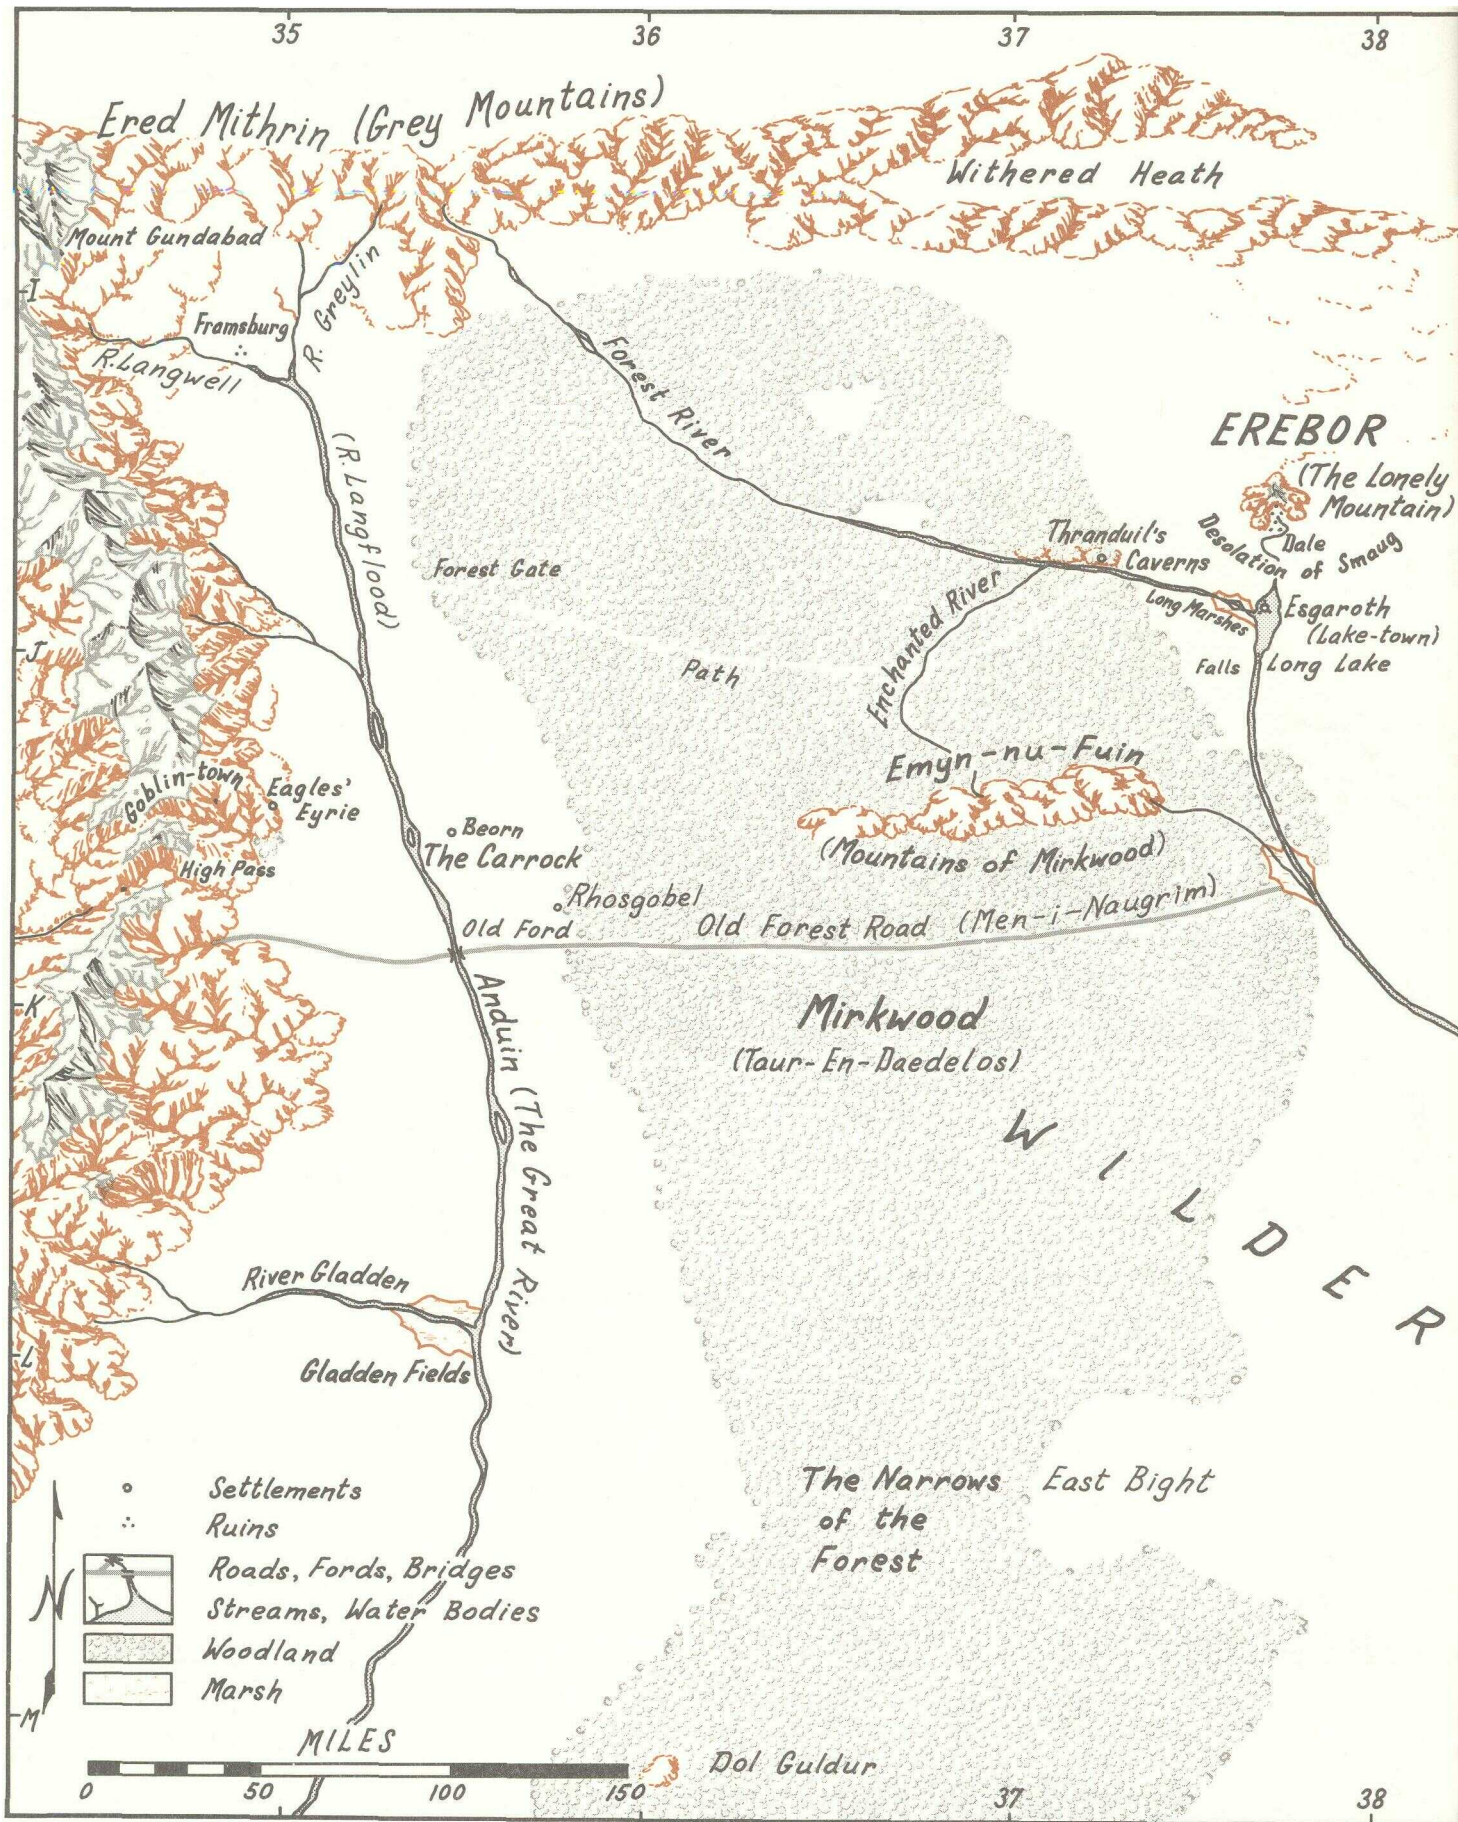 35 36 37 38
Ered Mithrin (Grey Mountains)
Withered Heath
Mount Gundabad
I
R. Greylin
Framsburg
R. Langwell
Forest River
EREBOR
(The Lonely
Mountain)
(R. Langflood)
Desolation of Smaug
Dale
Thranduil's
Caverns
Forest Gate
Enchanted River
Long Marshes
Esgaroth
(Lake-town)
J
Path
Falls
Long Lake
Emyn-nu-Fuin
Goblin-town
Eagles'
Eyrie
Beorn
The Carrock
(Mountains of Mirkwood)
High Pass
Rhosgobel
Old Ford
Old Forest Road (Men-i-Naugrim)
K
Anduin (The Great River)
Mirkwood
(Taur-En-Daedelos)
WILDER
River Gladden
L
Gladden Fields
The Narrows
of the
Forest
East Bight
Settlements
Ruins
Roads, Fords, Bridges
Streams, Water Bodies
Woodland
Marsh
N
M
MILES
0 50 100 150
Dol Guldur
37 38